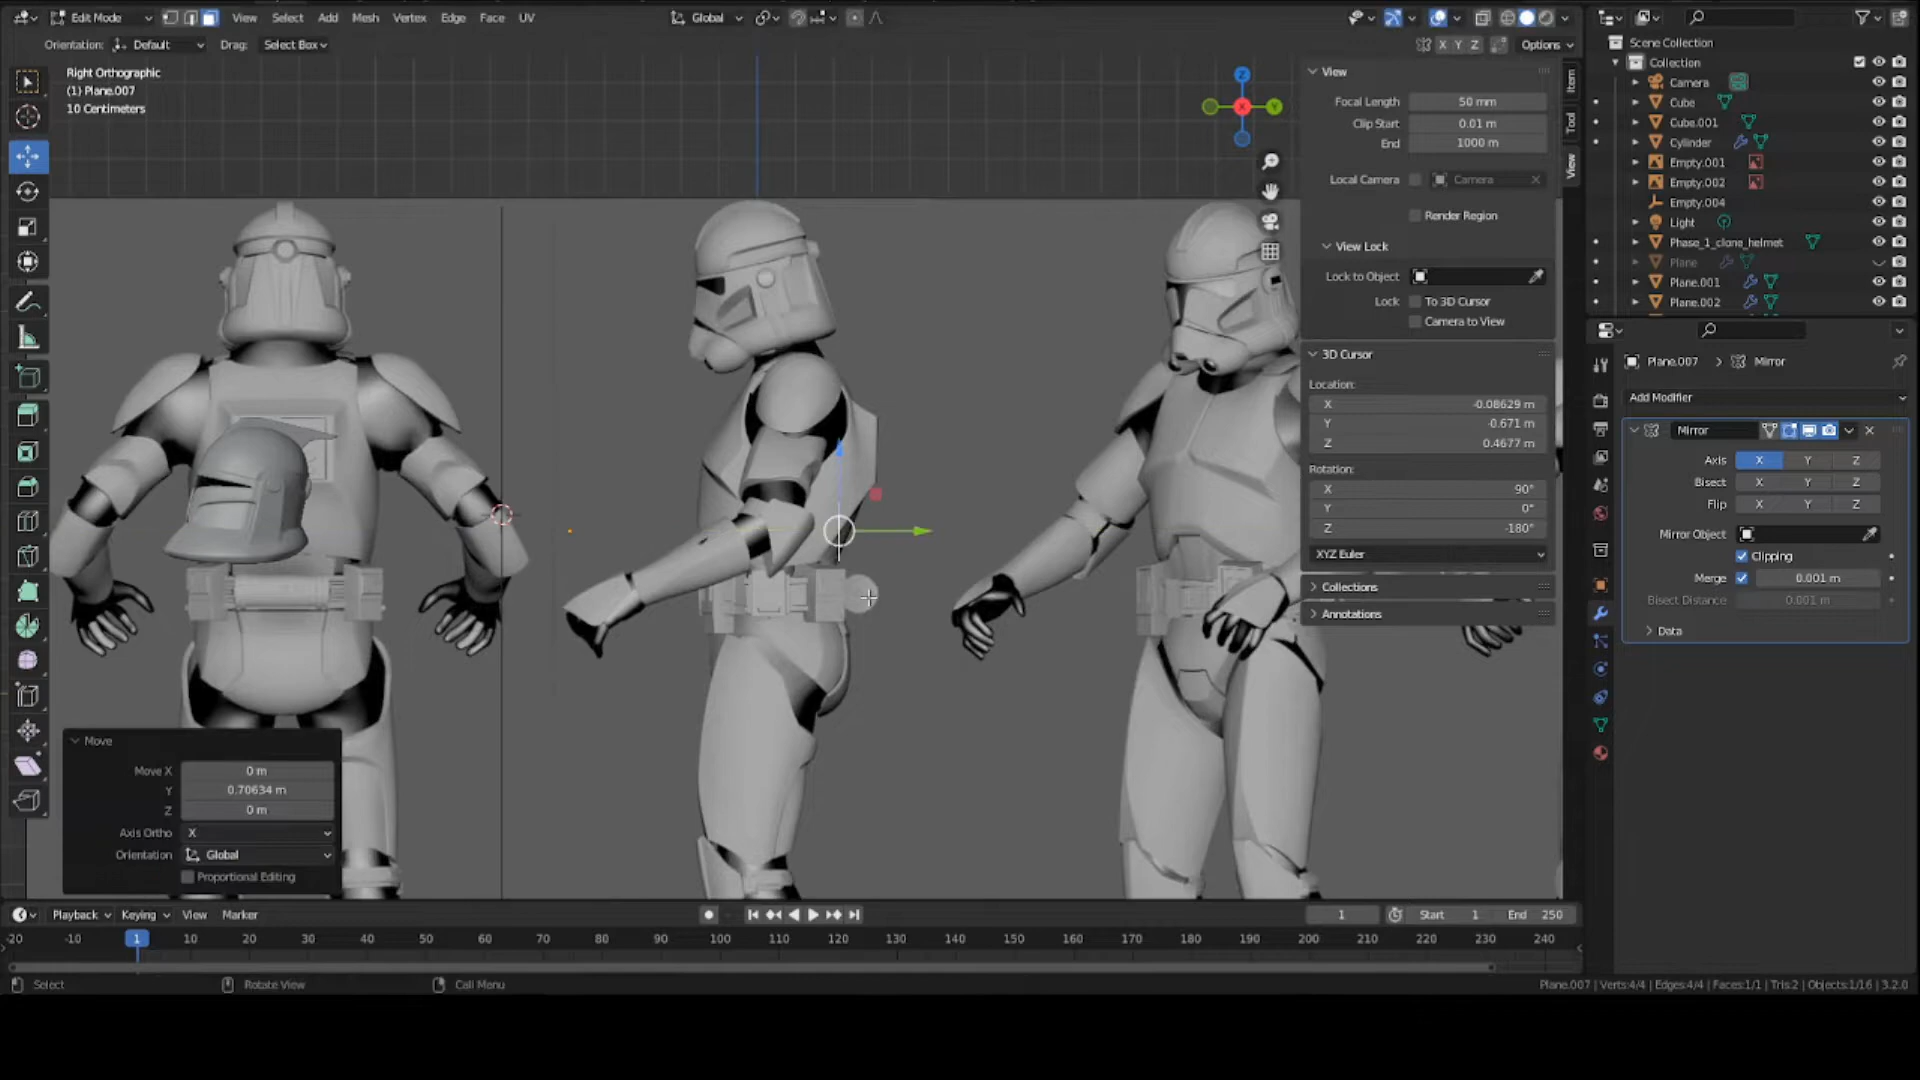 Edit Mode View Select Add Mesh Vertex Edge Face UV Global
Orientation: Default Drag: Select Box X Y Z Options
Right Orthographic
(1) Plane.007
10 Centimeters
Z
Y
X
View
Focal Length 50 mm
Clip Start 0.01 m
End 1000 m
Local Camera Camera
Render Region
View Lock
Lock to Object
Lock To 3D Cursor
Camera to View
3D Cursor
Location:
X -0.08629 m
Y -0.671 m
Z 0.4677 m
Rotation:
X 90°
Y 0°
Z -180°
XYZ Euler
Collections
Annotations
Item
Tool
View
Scene Collection
Collection
Camera
Cube
Cube.001
Cylinder
Empty.001
Empty.002
Empty.004
Light
Phase_1_clone_helmet
Plane
Plane.001
Plane.002
Plane.007 > Mirror
Add Modifier
Mirror
Axis X Y Z
Bisect X Y Z
Flip X Y Z
Mirror Object
Clipping
Merge 0.001 m
Bisect Distance 0.001 m
Data
Move
Move X 0 m
Y 0.70634 m
Z 0 m
Axis Ortho X
Orientation Global
Proportional Editing
Playback Keying View Marker 1 Start 1 End 250
-20 -10 1 10 20 30 40 50 60 70 80 90 100 110 120 130 140 150 160 170 180 190 200 210 220 230 240
Select Rotate View Call Menu Plane.007 | Verts:4/4 | Edges:4/4 | Faces:1/1 | Tris:2 | Objects:1/16 | 3.2.0